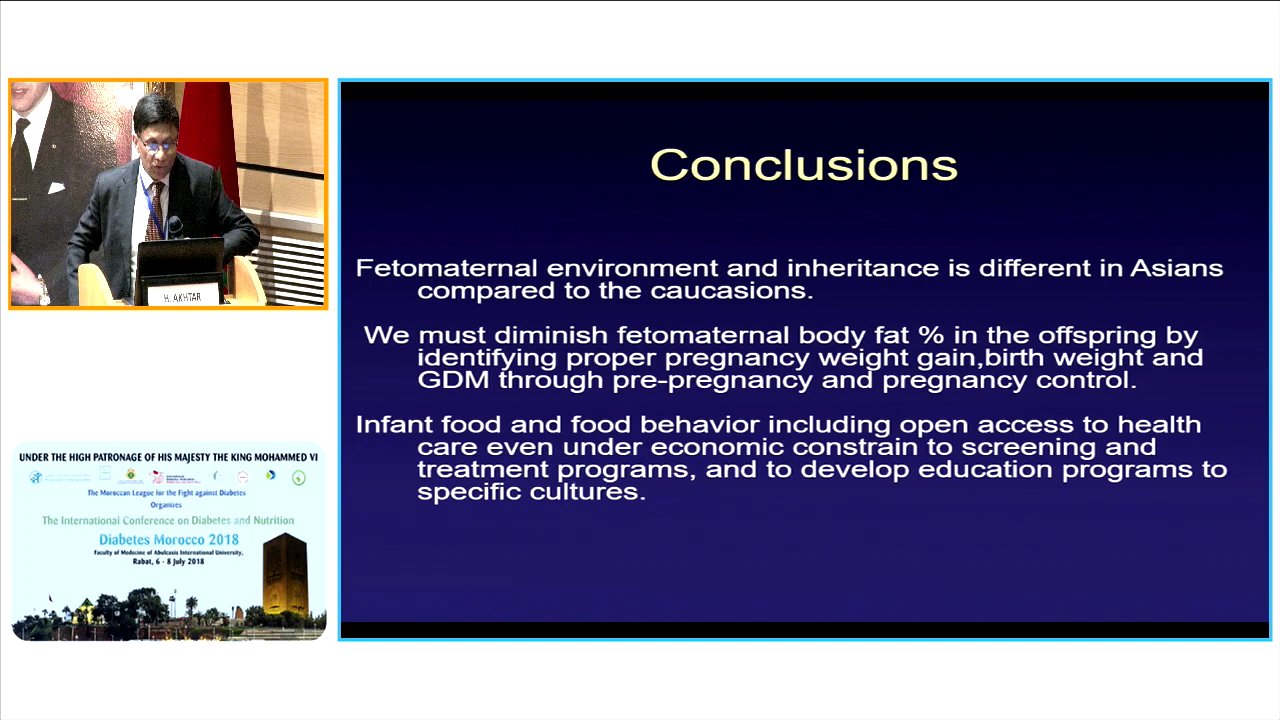 H. AKHTAR
UNDER THE HIGH PATRONAGE OF HIS MAJESTY THE KING MOHAMMED VI
The Moroccan League for the Fight against Diabetes
Organizes
The International Conference on Diabetes and Nutrition
Diabetes Morocco 2018
Faculty of Medecine of Abulcasis International University,
Rabat, 6 - 8 July 2018
Conclusions
Fetomaternal environment and inheritance is different in Asians
compared to the caucasions.
We must diminish fetomaternal body fat % in the offspring by
identifying proper pregnancy weight gain,birth weight and
GDM through pre-pregnancy and pregnancy control.
Infant food and food behavior including open access to health
care even under economic constrain to screening and
treatment programs, and to develop education programs to
specific cultures.